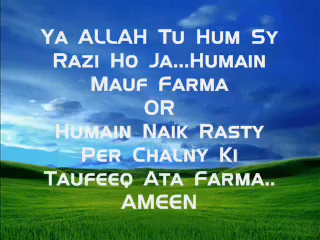 Ya ALLAH Tu Hum Sy
Razi Ho Ja...Humain
Mauf Farma
OR
Humain Naik Rasty
Per Chalny Ki
Taufeeq Ata Farma..
AMEEN